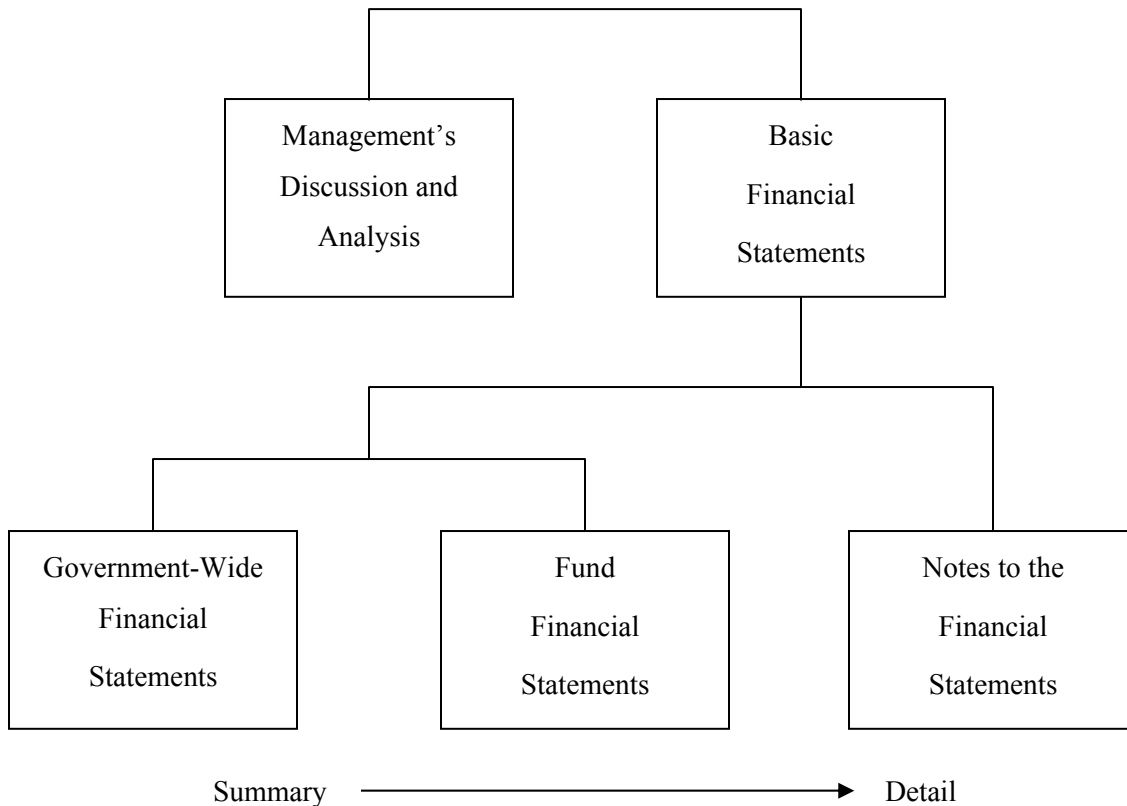 Management’s
Discussion and
Analysis
Basic
Financial
Statements
Government-Wide
Financial
Statements
Fund
Financial
Statements
Notes to the
Financial
Statements
Summary
Detail